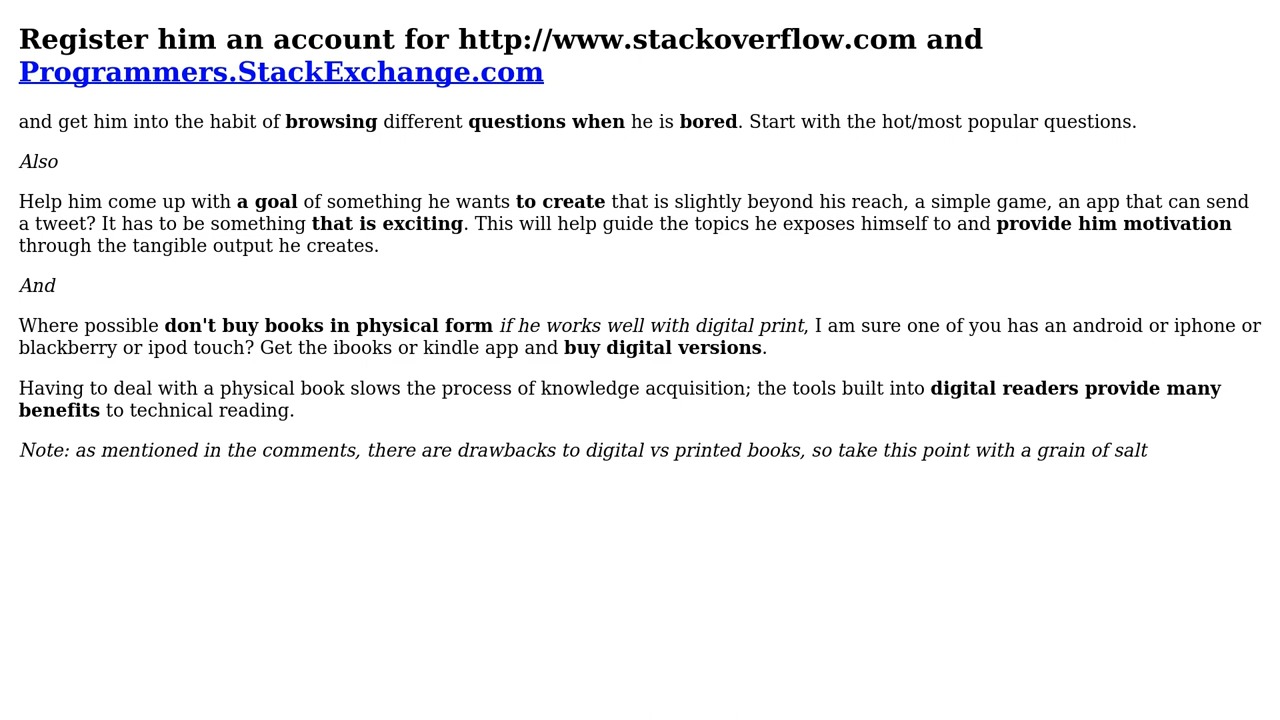 Register him an account for http://www.stackoverflow.com and
Programmers.StackExchange.com
and get him into the habit of browsing different questions when he is bored. Start with the hot/most popular questions.
Also
Help him come up with a goal of something he wants to create that is slightly beyond his reach, a simple game, an app that can send
a tweet? It has to be something that is exciting. This will help guide the topics he exposes himself to and provide him motivation
through the tangible output he creates.
And
Where possible don't buy books in physical form if he works well with digital print, I am sure one of you has an android or iphone or
blackberry or ipod touch? Get the ibooks or kindle app and buy digital versions.
Having to deal with a physical book slows the process of knowledge acquisition; the tools built into digital readers provide many
benefits to technical reading.
Note: as mentioned in the comments, there are drawbacks to digital vs printed books, so take this point with a grain of salt